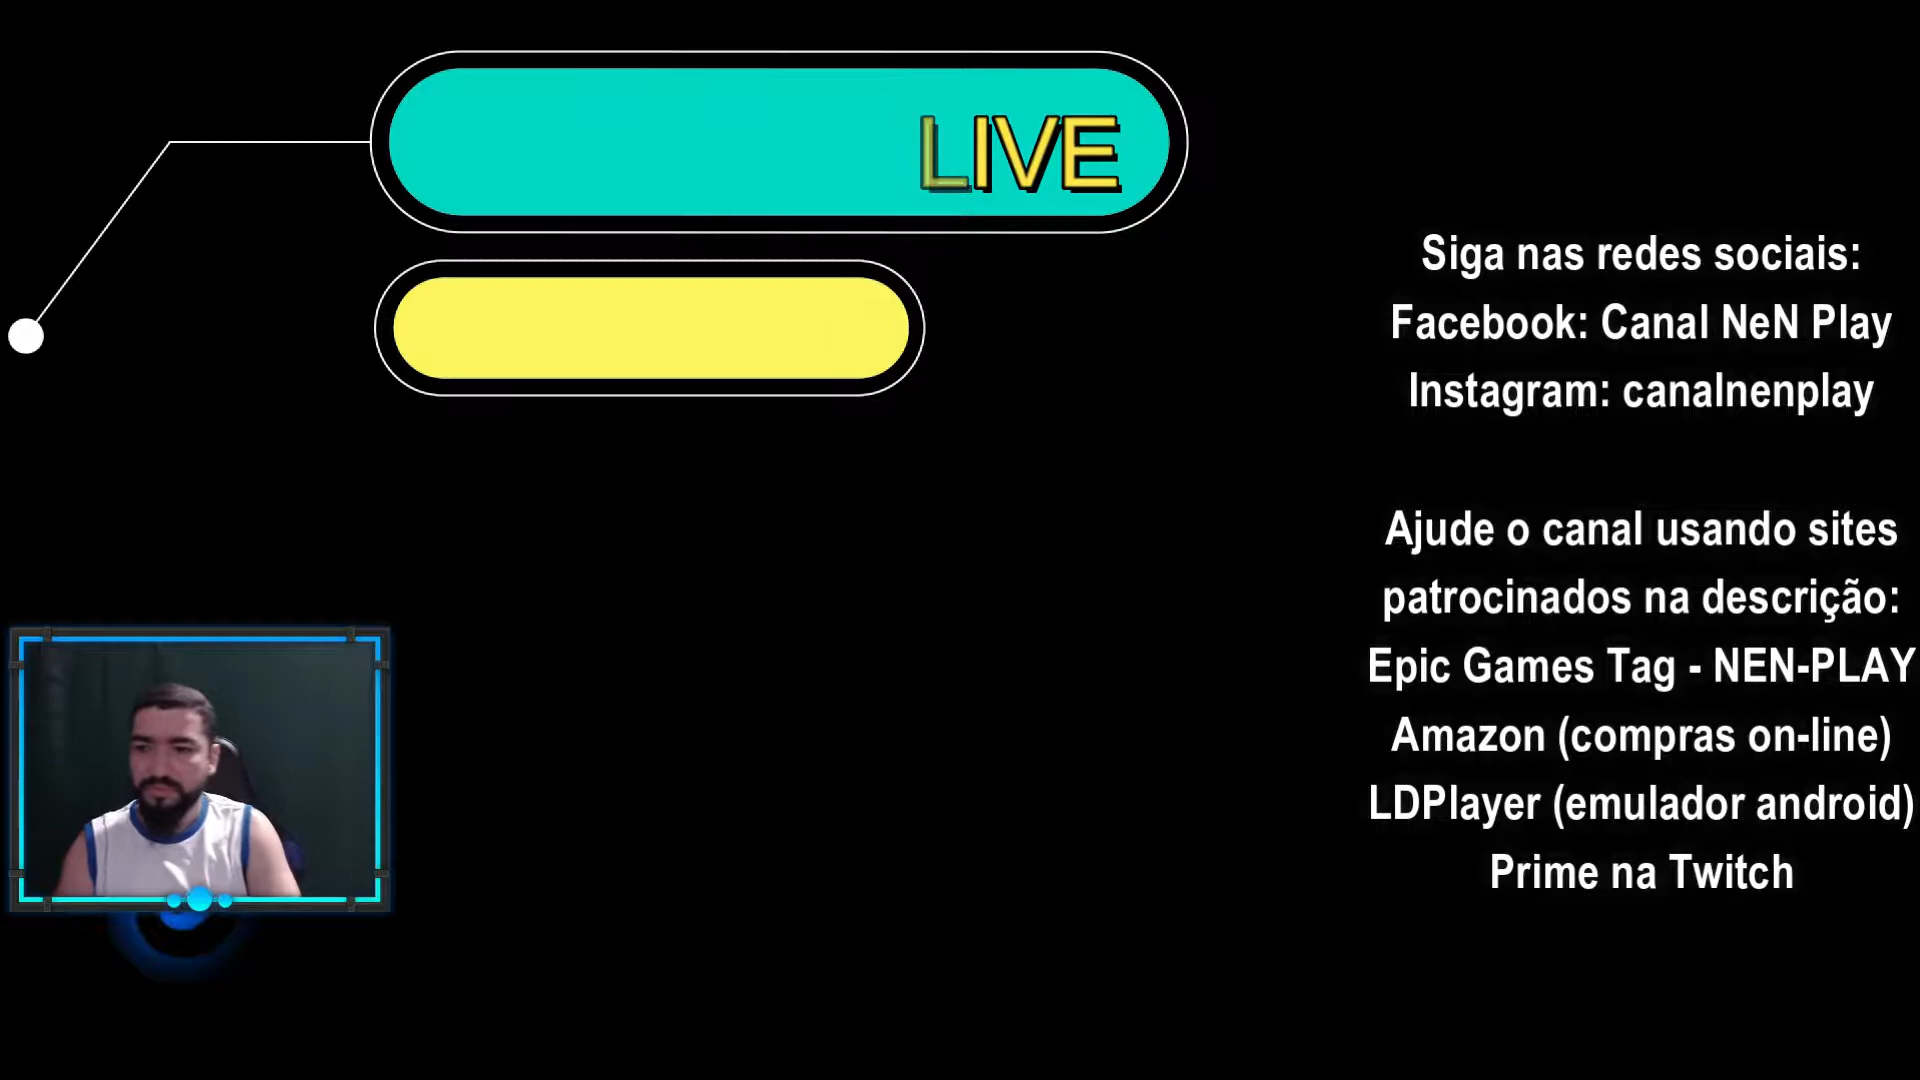 LIVE
Siga nas redes sociais:
Facebook: Canal NeN Play
Instagram: canalnenplay
Ajude o canal usando sites
patrocinados na descrição:
Epic Games Tag - NEN-PLAY
Amazon (compras on-line)
LDPlayer (emulador android)
Prime na Twitch